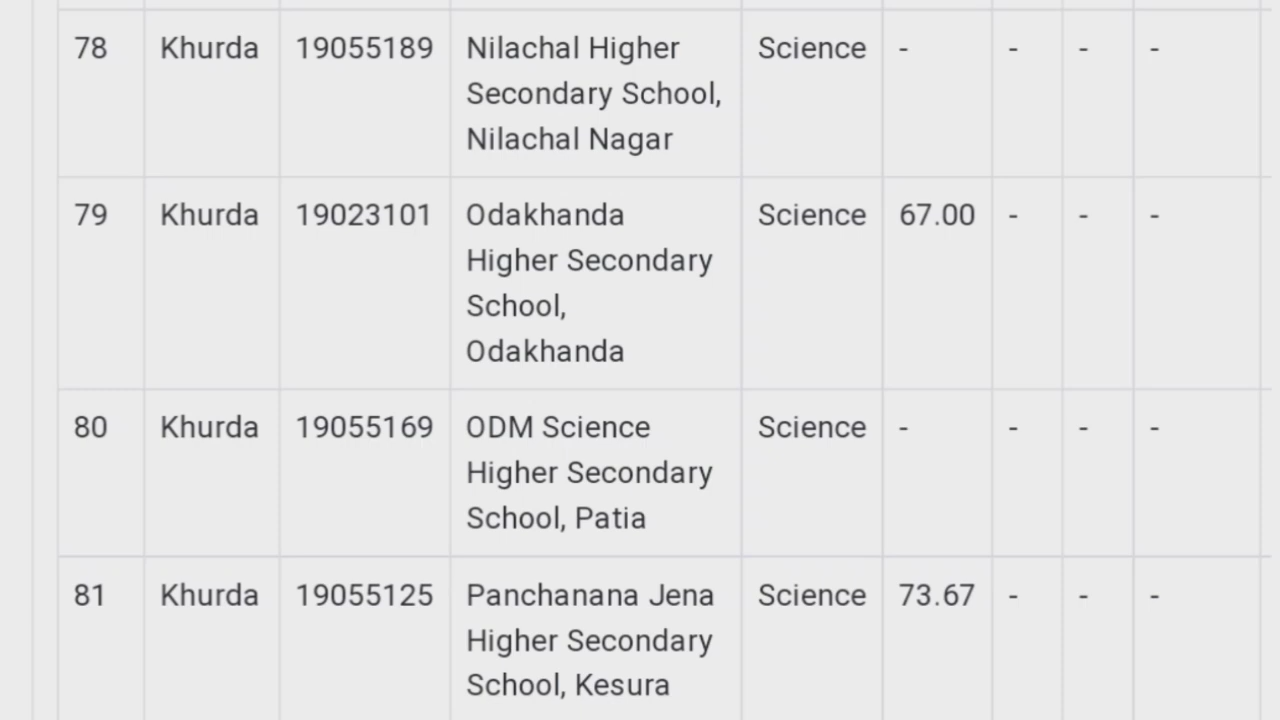 78 Khurda 19055189 Nilachal Higher Science - - - -
Secondary School,
Nilachal Nagar
79 Khurda 19023101 Odakhanda Science 67.00 - - -
Higher Secondary
School,
Odakhanda
80 Khurda 19055169 ODM Science Science - - - -
Higher Secondary
School, Patia
81 Khurda 19055125 Panchanana Jena Science 73.67 - - -
Higher Secondary
School, Kesura